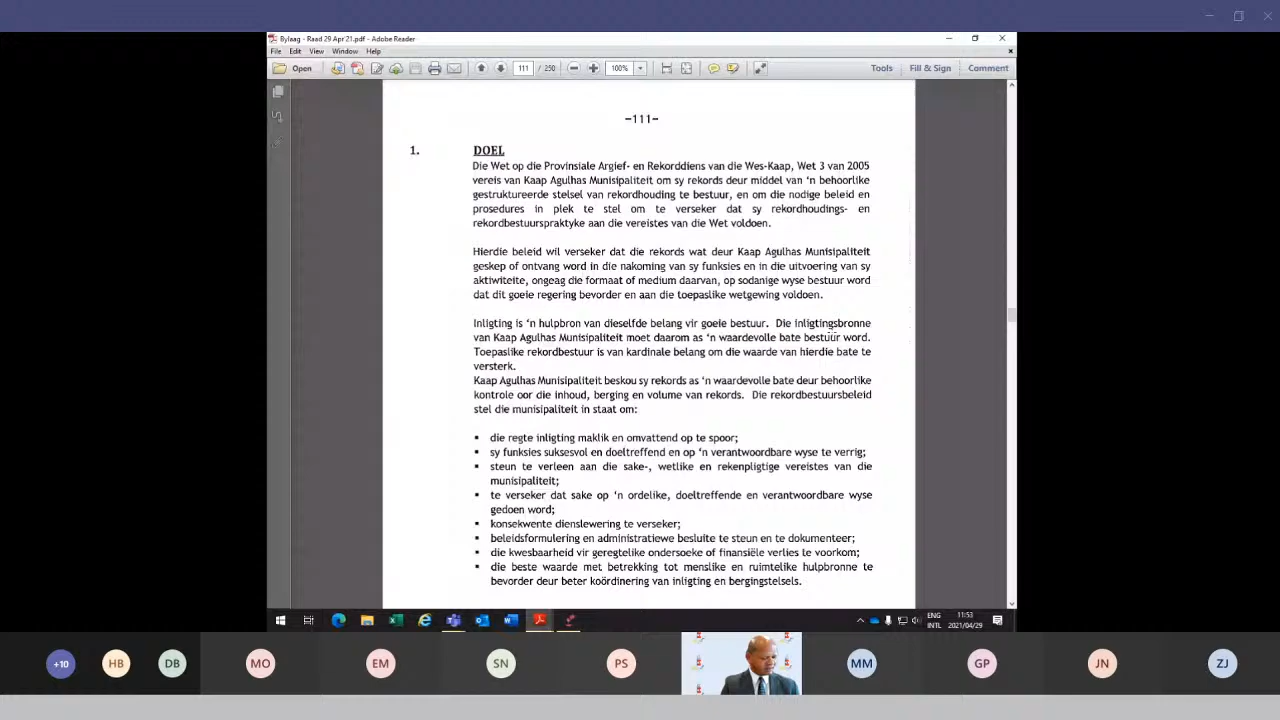 Bylaag - Raad 29 Apr 21.pdf - Adobe Reader
File Edit View Window Help
Open 111 / 250 100% Tools Fill & Sign Comment
-111-
1. DOEL
Die Wet op die Provinsiale Argief- en Rekorddiens van die Wes-Kaap, Wet 3 van 2005
vereis van Kaap Agulhas Munisipaliteit om sy rekords deur middel van 'n behoorlike
gestruktureerde stelsel van rekordhouding te bestuur, en om die nodige beleid en
prosedures in plek te stel om te verseker dat sy rekordhoudings- en
rekordbestuurspraktyke aan die vereistes van die Wet voldoen.
Hierdie beleid wil verseker dat die rekords wat deur Kaap Agulhas Munisipaliteit
geskep of ontvang word in die nakoming van sy funksies en in die uitvoering van sy
aktiwiteite, ongeag die formaat of medium daarvan, op sodanige wyse bestuur word
dat dit goeie regering bevorder en aan die toepaslike wetgewing voldoen.
Inligting is 'n hulpbron van dieselfde belang vir goeie bestuur. Die inligtingsbronne
van Kaap Agulhas Munisipaliteit moet daarom as 'n waardevolle bate bestuur word.
Toepaslike rekordbestuur is van kardinale belang om die waarde van hierdie bate te
versterk.
Kaap Agulhas Munisipaliteit beskou sy rekords as 'n waardevolle bate deur behoorlike
kontrole oor die inhoud, berging en volume van rekords. Die rekordbestuursbeleid
stel die munisipaliteit in staat om:
▪ die regte inligting maklik en omvattend op te spoor;
▪ sy funksies suksesvol en doeltreffend en op 'n verantwoordbare wyse te verrig;
▪ steun te verleen aan die sake-, wetlike en rekenpligtige vereistes van die
munisipaliteit;
▪ te verseker dat sake op 'n ordelike, doeltreffende en verantwoordbare wyse
gedoen word;
▪ konsekwente dienslewering te verseker;
▪ beleidsformulering en administratiewe besluite te steun en te dokumenteer;
▪ die kwesbaarheid vir geregtelike ondersoeke of finansiële verlies te voorkom;
▪ die beste waarde met betrekking tot menslike en ruimtelike hulpbronne te
bevorder deur beter koördinering van inligting en bergingstelsels.
ENG 11:53
INTL 2021/04/29
+10 HB DB MO EM SN PS MM GP JN ZJ